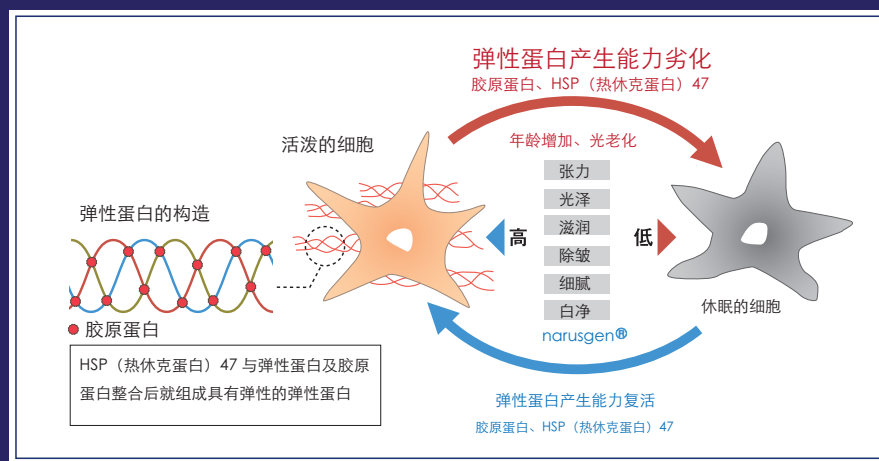 弹性蛋白产生能力劣化
胶原蛋白、HSP（热休克蛋白）47
年龄增加、光老化
活泼的细胞
张力
光泽
滋润
除皱
细腻
白净
高
低
narusgen®
弹性蛋白的构造
胶原蛋白
HSP（热休克蛋白）47 与弹性蛋白及胶原
蛋白整合后就组成具有弹性的弹性蛋白
休眠的细胞
弹性蛋白产生能力复活
胶原蛋白、HSP（热休克蛋白）47